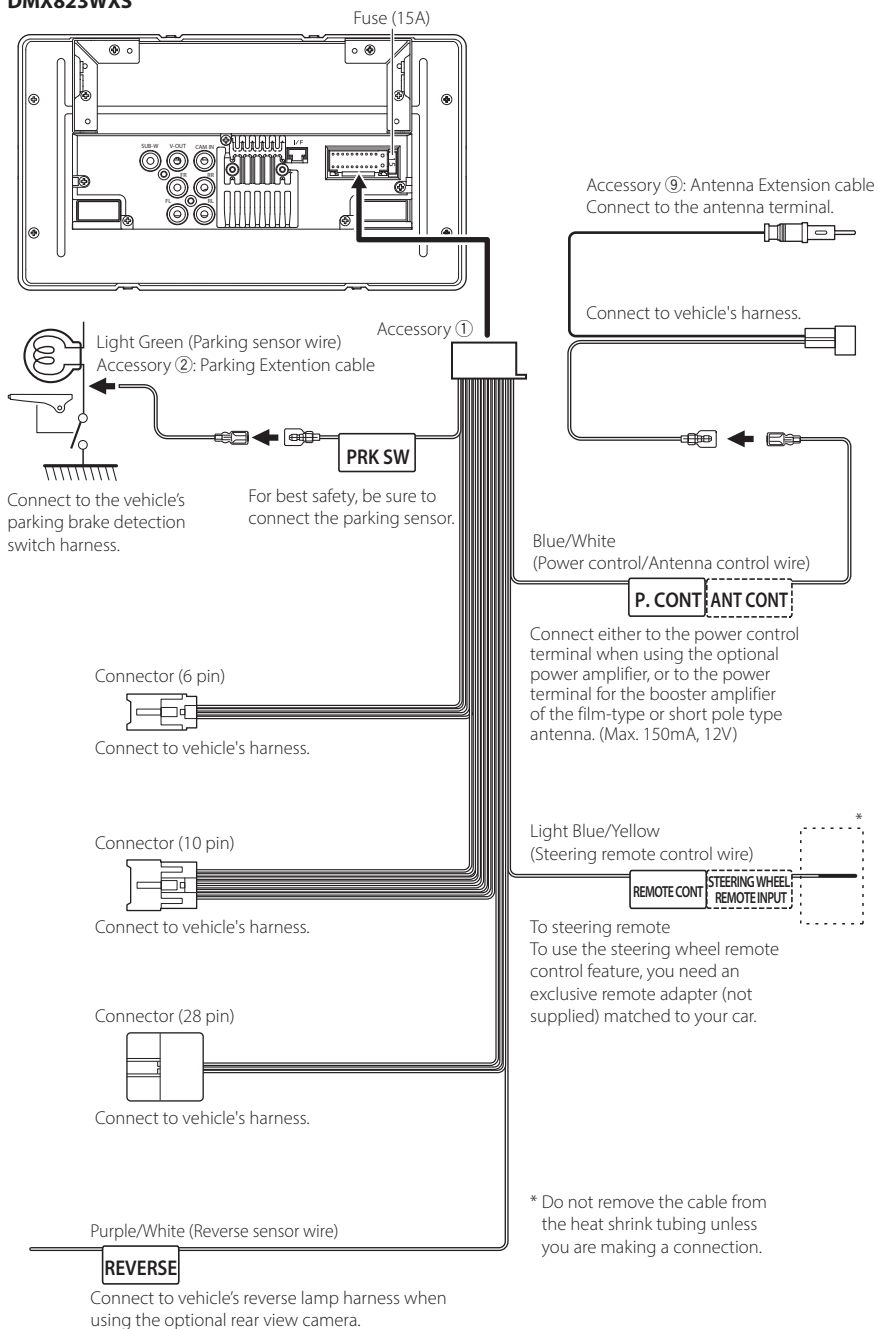 DMX823WXS
Fuse (15A)
SUB-W V-OUT CAM.IN I/F
FR RR
FL RL
15
Accessory ⑨: Antenna Extension cable
Connect to the antenna terminal.
Connect to vehicle's harness.
Accessory ①
Light Green (Parking sensor wire)
Accessory ②: Parking Extention cable
PRK SW
Connect to the vehicle’s
parking brake detection
switch harness.
For best safety, be sure to
connect the parking sensor.
Blue/White
(Power control/Antenna control wire)
P. CONT ANT CONT
Connect either to the power control
terminal when using the optional
power amplifier, or to the power
terminal for the booster amplifier
of the film-type or short pole type
antenna. (Max. 150mA, 12V)
Connector (6 pin)
Connect to vehicle's harness.
Connector (10 pin)
Connect to vehicle's harness.
Light Blue/Yellow
(Steering remote control wire)
*
REMOTE CONT STEERING WHEEL
REMOTE INPUT
To steering remote
To use the steering wheel remote
control feature, you need an
exclusive remote adapter (not
supplied) matched to your car.
Connector (28 pin)
Connect to vehicle's harness.
* Do not remove the cable from
the heat shrink tubing unless
you are making a connection.
Purple/White (Reverse sensor wire)
REVERSE
Connect to vehicle’s reverse lamp harness when
using the optional rear view camera.